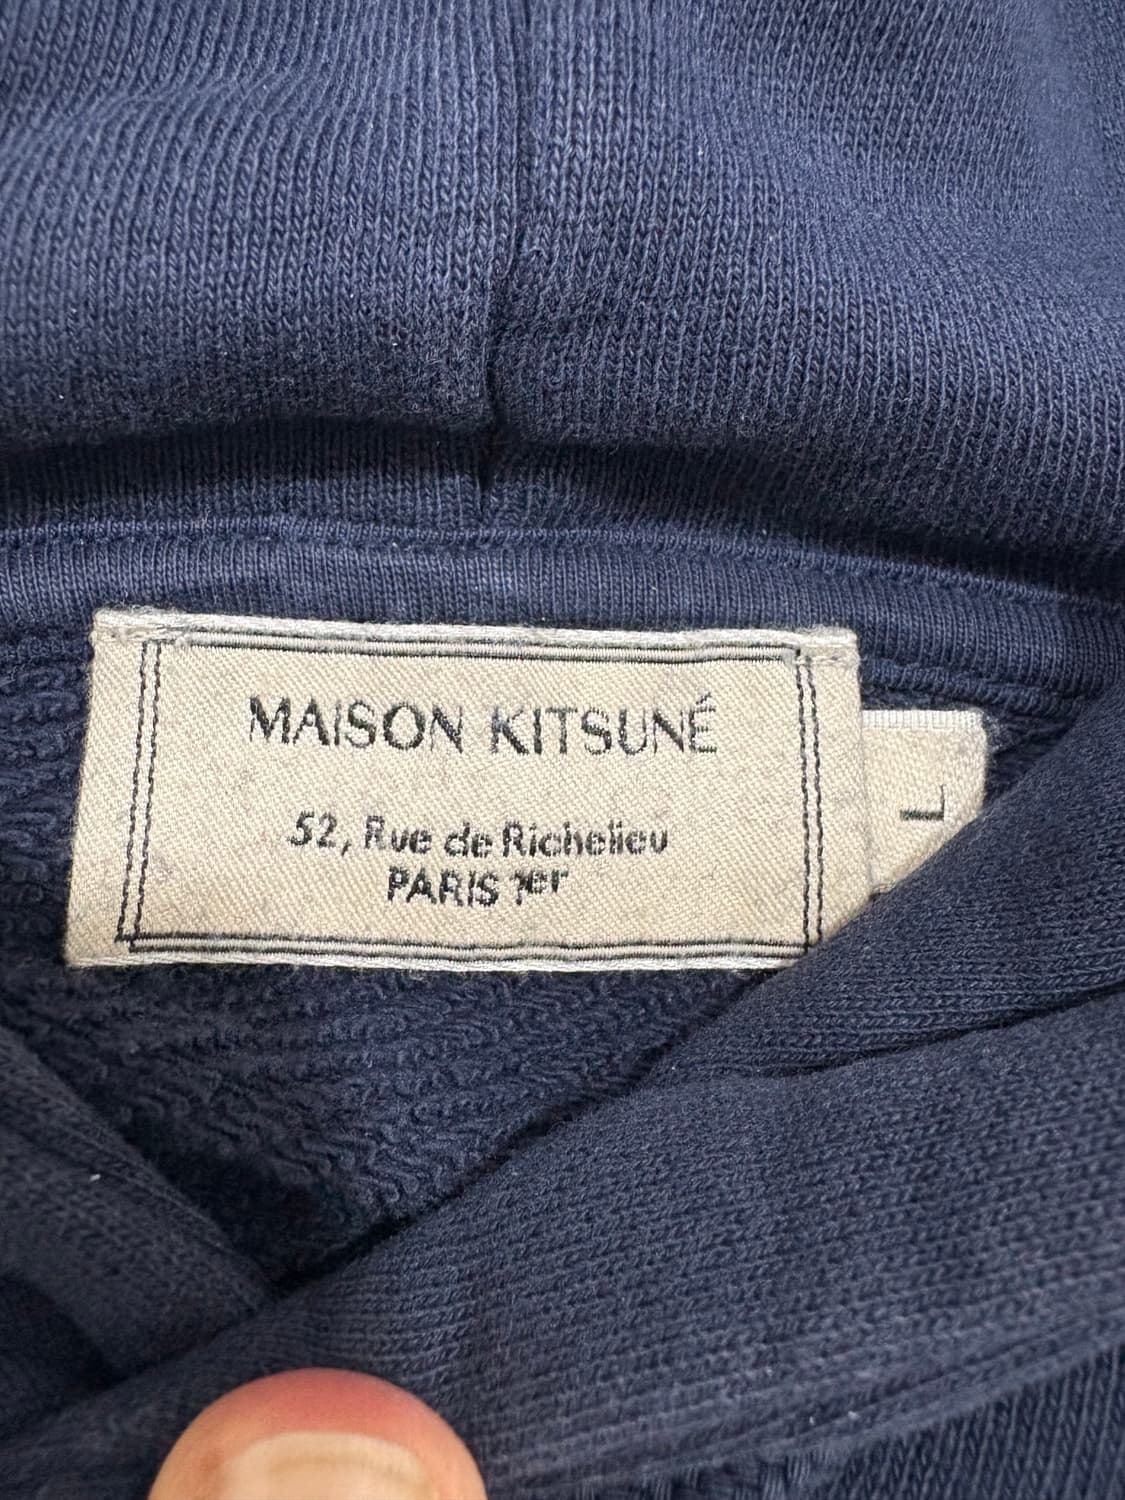 MAISON KITSUNÉ
52, Rue de Richelieu
PARIS 1er
L